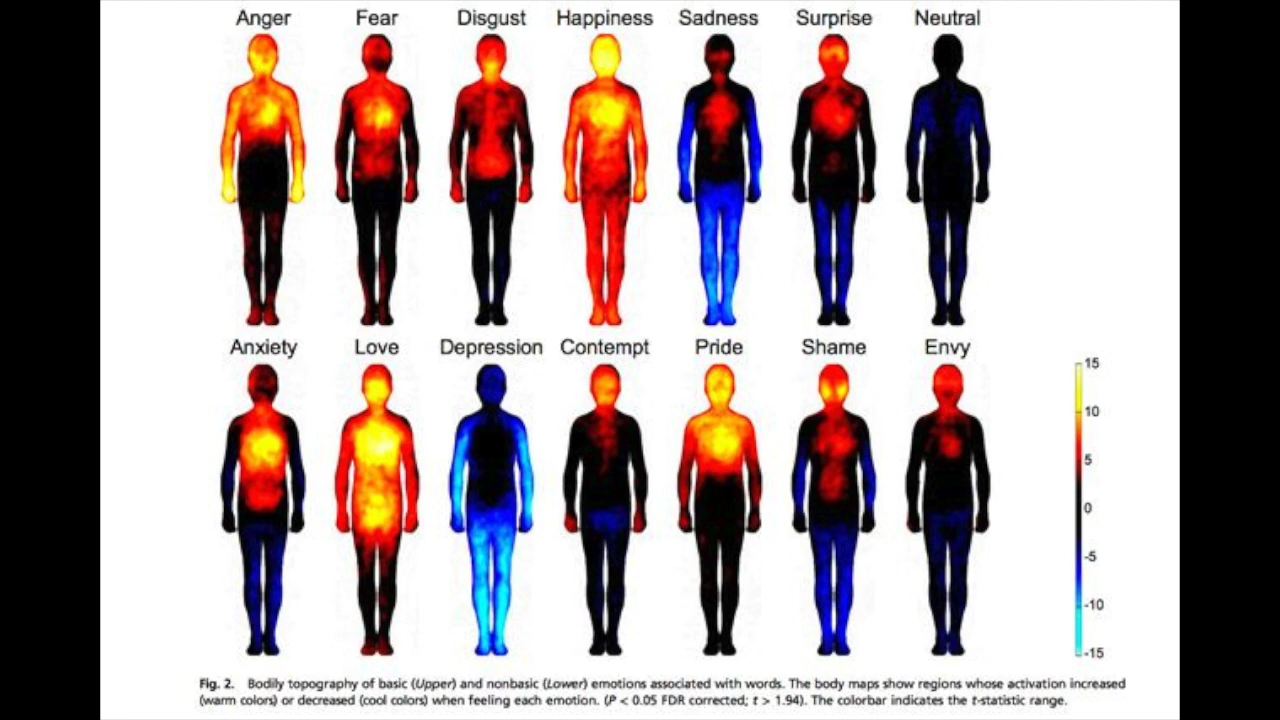 Anger Fear Disgust Happiness Sadness Surprise Neutral
Anxiety Love Depression Contempt Pride Shame Envy
15
10
5
0
-5
-10
-15
Fig. 2. Bodily topography of basic (Upper) and nonbasic (Lower) emotions associated with words. The body maps show regions whose activation increased
(warm colors) or decreased (cool colors) when feeling each emotion. (P < 0.05 FDR corrected; t > 1.94). The colorbar indicates the t-statistic range.